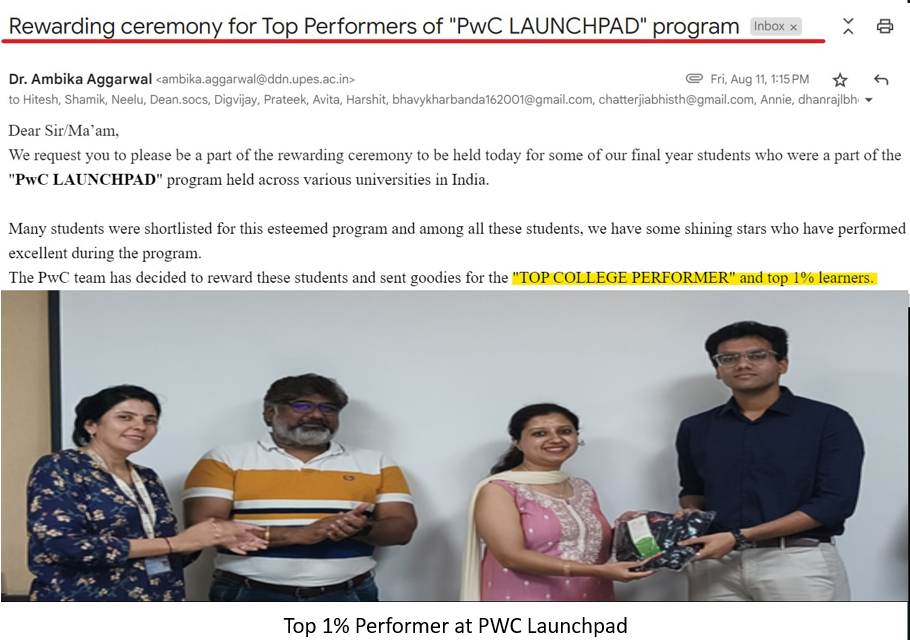 Rewarding ceremony for Top Performers of "PwC LAUNCHPAD" program Inbox x
Dr. Ambika Aggarwal <ambika.aggarwal@ddn.upes.ac.in> Fri, Aug 11, 1:15 PM
to Hitesh, Shamik, Neelu, Dean.socs, Digvijay, Prateek, Avita, Harshit, bhavykharbanda162001@gmail.com, chatterjiabhisth@gmail.com, Annie, dhanrajlbh
Dear Sir/Ma'am,
We request you to please be a part of the rewarding ceremony to be held today for some of our final year students who were a part of the
"PwC LAUNCHPAD" program held across various universities in India.
Many students were shortlisted for this esteemed program and among all these students, we have some shining stars who have performed
excellent during the program.
The PwC team has decided to reward these students and sent goodies for the "TOP COLLEGE PERFORMER" and top 1% learners.
Top 1% Performer at PWC Launchpad